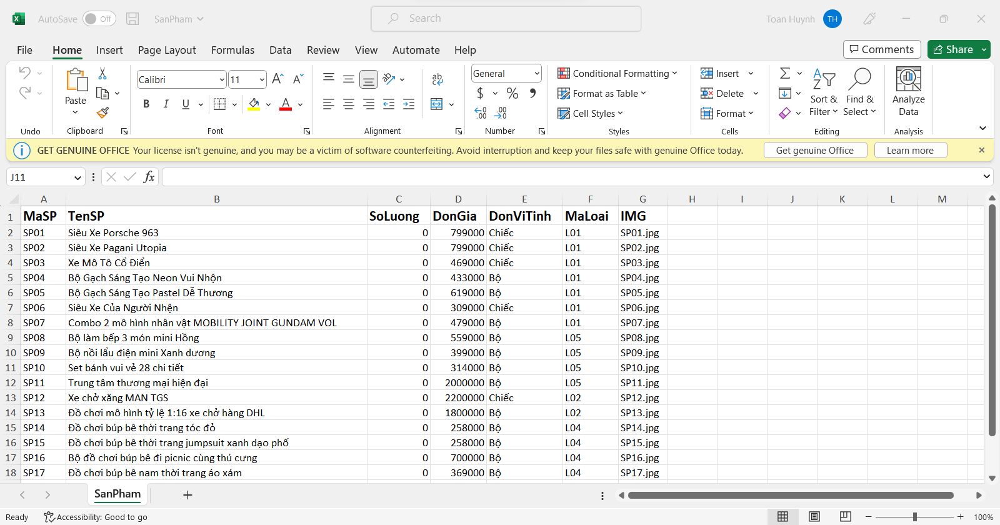 AutoSave Off SanPham Search Toan Huynh TH
File Home Insert Page Layout Formulas Data Review View Automate Help Comments Share
Paste
Calibri 11
B I U A
ab
General
$ % 9
.00 .00
Conditional Formatting
Format as Table
Cell Styles
Insert
Delete
Format
Sort & Filter
Find & Select
Analyze Data
Undo Clipboard Font Alignment Number Styles Cells Editing Analysis
GET GENUINE OFFICE Your license isn't genuine, and you may be a victim of software counterfeiting. Avoid interruption and keep your files safe with genuine Office today. Get genuine Office Learn more
J11 fx
A B C D E F G H I J K L M
1 MaSP TenSP SoLuong DonGia DonViTinh MaLoai IMG
2 SP01 Siêu Xe Porsche 963 0 799000 Chiếc L01 SP01.jpg
3 SP02 Siêu Xe Pagani Utopia 0 799000 Chiếc L01 SP02.jpg
4 SP03 Xe Mô Tô Cổ Điển 0 469000 Chiếc L01 SP03.jpg
5 SP04 Bộ Gạch Sáng Tạo Neon Vui Nhộn 0 433000 Bộ L01 SP04.jpg
6 SP05 Bộ Gạch Sáng Tạo Pastel Dễ Thương 0 619000 Bộ L01 SP05.jpg
7 SP06 Siêu Xe Của Người Nhện 0 309000 Chiếc L01 SP06.jpg
8 SP07 Combo 2 mô hình nhân vật MOBILITY JOINT GUNDAM VOL 0 479000 Bộ L01 SP07.jpg
9 SP08 Bộ làm bếp 3 món mini Hồng 0 559000 Bộ L05 SP08.jpg
10 SP09 Bộ nồi lẩu điện mini Xanh dương 0 399000 Bộ L05 SP09.jpg
11 SP10 Set bánh vui vẻ 28 chi tiết 0 314000 Bộ L05 SP10.jpg
12 SP11 Trung tâm thương mại hiện đại 0 2000000 Bộ L05 SP11.jpg
13 SP12 Xe chở xăng MAN TGS 0 2200000 Chiếc L02 SP12.jpg
14 SP13 Đồ chơi mô hình tỷ lệ 1:16 xe chở hàng DHL 0 1800000 Bộ L02 SP13.jpg
15 SP14 Đồ chơi búp bê thời trang tóc đỏ 0 258000 Bộ L04 SP14.jpg
16 SP15 Đồ chơi búp bê thời trang jumpsuit xanh dạo phố 0 258000 Bộ L04 SP15.jpg
17 SP16 Bộ đồ chơi búp bê đi picnic cùng thú cưng 0 700000 Bộ L04 SP16.jpg
18 SP17 Đồ chơi búp bê nam thời trang áo xám 0 369000 Bộ L04 SP17.jpg
SanPham
Ready Accessibility: Good to go 100%